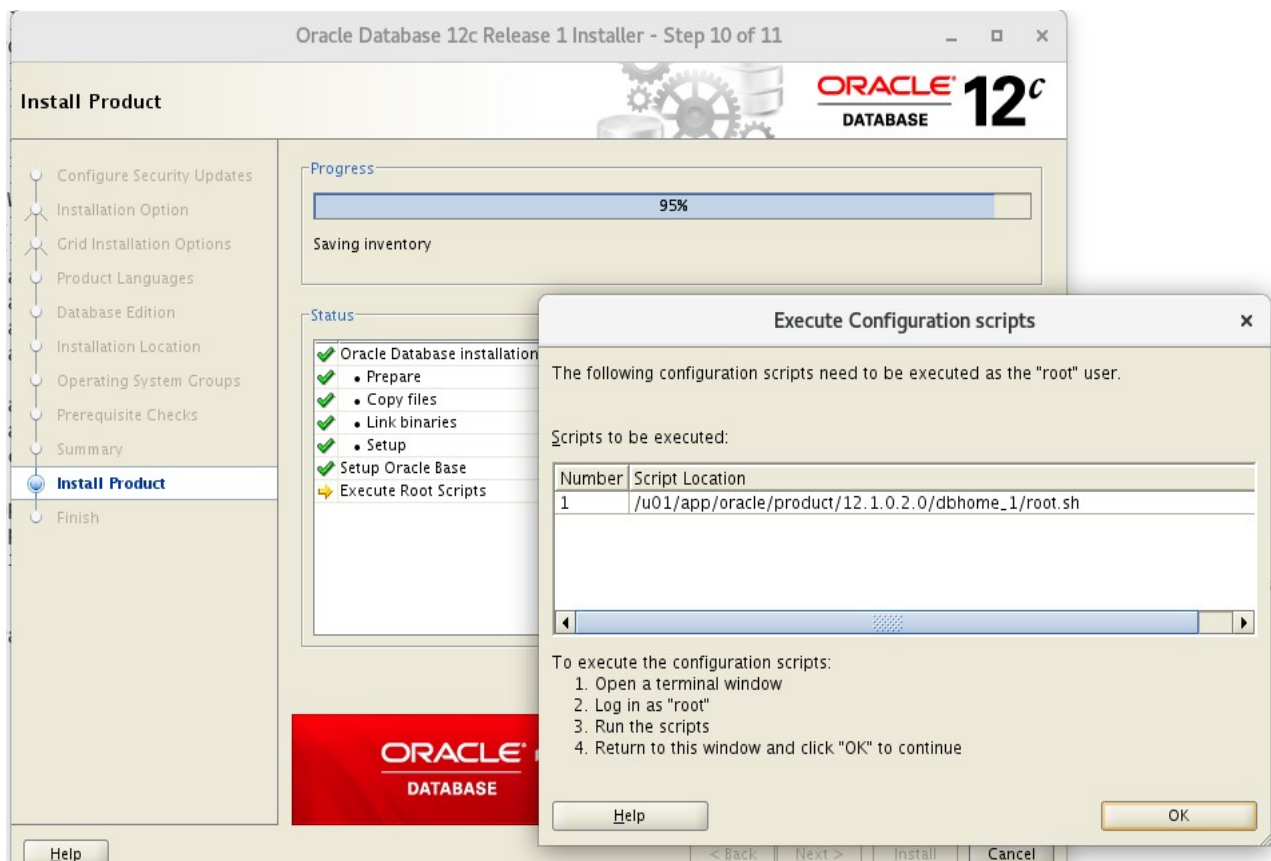 Oracle Database 12c Release 1 Installer - Step 10 of 11
Install Product
ORACLE
DATABASE
12c
Configure Security Updates
Installation Option
Grid Installation Options
Product Languages
Database Edition
Installation Location
Operating System Groups
Prerequisite Checks
Summary
Install Product
Finish
Progress
95%
Saving inventory
Status
Oracle Database installation
• Prepare
• Copy files
• Link binaries
• Setup
Setup Oracle Base
Execute Root Scripts
ORACLE
DATABASE
Help
< Back
Next >
Install
Cancel
Execute Configuration scripts
The following configuration scripts need to be executed as the "root" user.
Scripts to be executed:
Number Script Location
1 /u01/app/oracle/product/12.1.0.2.0/dbhome_1/root.sh
To execute the configuration scripts:
1. Open a terminal window
2. Log in as "root"
3. Run the scripts
4. Return to this window and click "OK" to continue
Help
OK